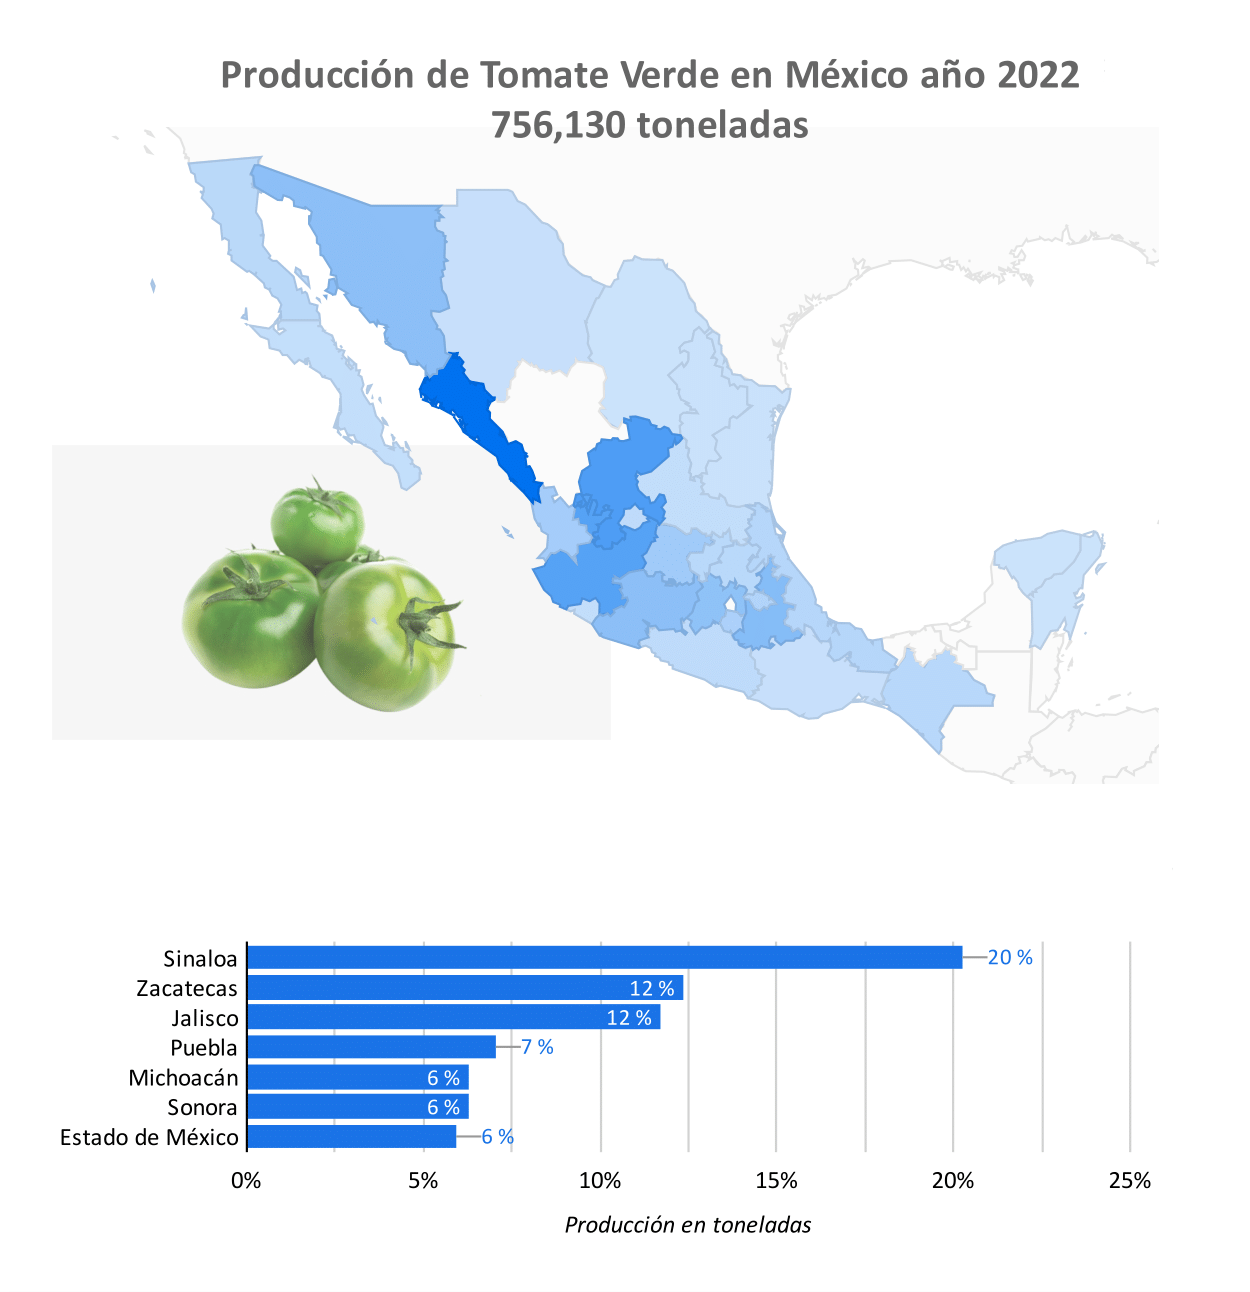 Producción de Tomate Verde en México año 2022
756,130 toneladas
Sinaloa 20 %
Zacatecas 12 %
Jalisco 12 %
Puebla 7 %
Michoacán 6 %
Sonora 6 %
Estado de México 6 %
0% 5% 10% 15% 20% 25%
Producción en toneladas